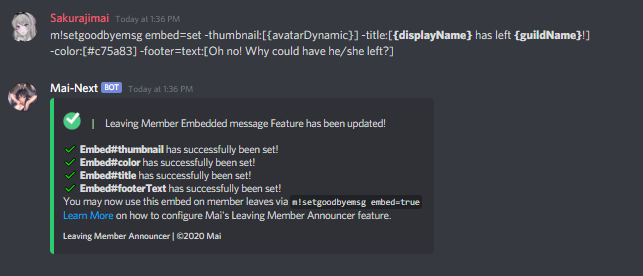 Sakurajimai Today at 1:36 PM
m!setgoodbyemsg embed=set -thumbnail:[{avatarDynamic}] -title:[{displayName} has left {guildName}!]
-color:[#c75a83] -footer=text:[Oh no! Why could have he/she left?]
Mai-Next BOT Today at 1:36 PM
| Leaving Member Embedded message Feature has been updated!
Embed#thumbnail has successfully been set!
Embed#color has successfully been set!
Embed#title has successfully been set!
Embed#footerText has successfully been set!
You may now use this embed on member leaves via m!setgoodbyemsg embed=true
Learn More on how to configure Mai's Leaving Member Announcer feature.
Leaving Member Announcer | ©2020 Mai